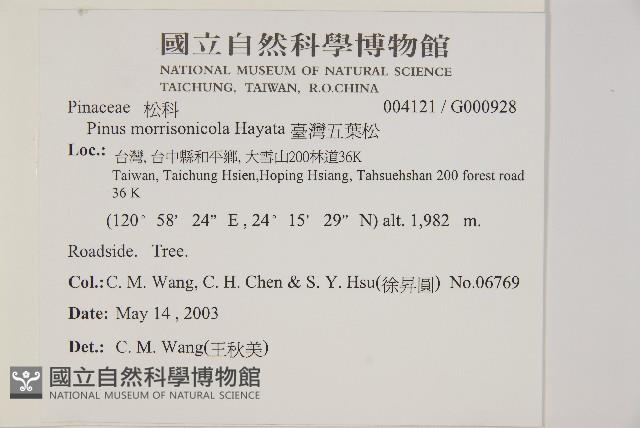 國立自然科學博物館
NATIONAL MUSEUM OF NATURAL SCIENCE
TAICHUNG, TAIWAN, R.O.CHINA
Pinaceae 松科 004121 / G000928
Pinus morrisonicola Hayata 臺灣五葉松
Loc.: 台灣, 台中縣和平鄉, 大雪山200林道36K
Taiwan, Taichung Hsien,Hoping Hsiang, Tahsuehshan 200 forest road
36 K
(120° 58' 24" E , 24° 15' 29" N) alt. 1,982 m.
Roadside. Tree.
Col.: C. M. Wang, C. H. Chen & S. Y. Hsu(徐昇圓) No.06769
Date: May 14 , 2003
Det.: C. M. Wang(王秋美)
國立自然科學博物館
NATIONAL MUSEUM OF NATURAL SCIENCE